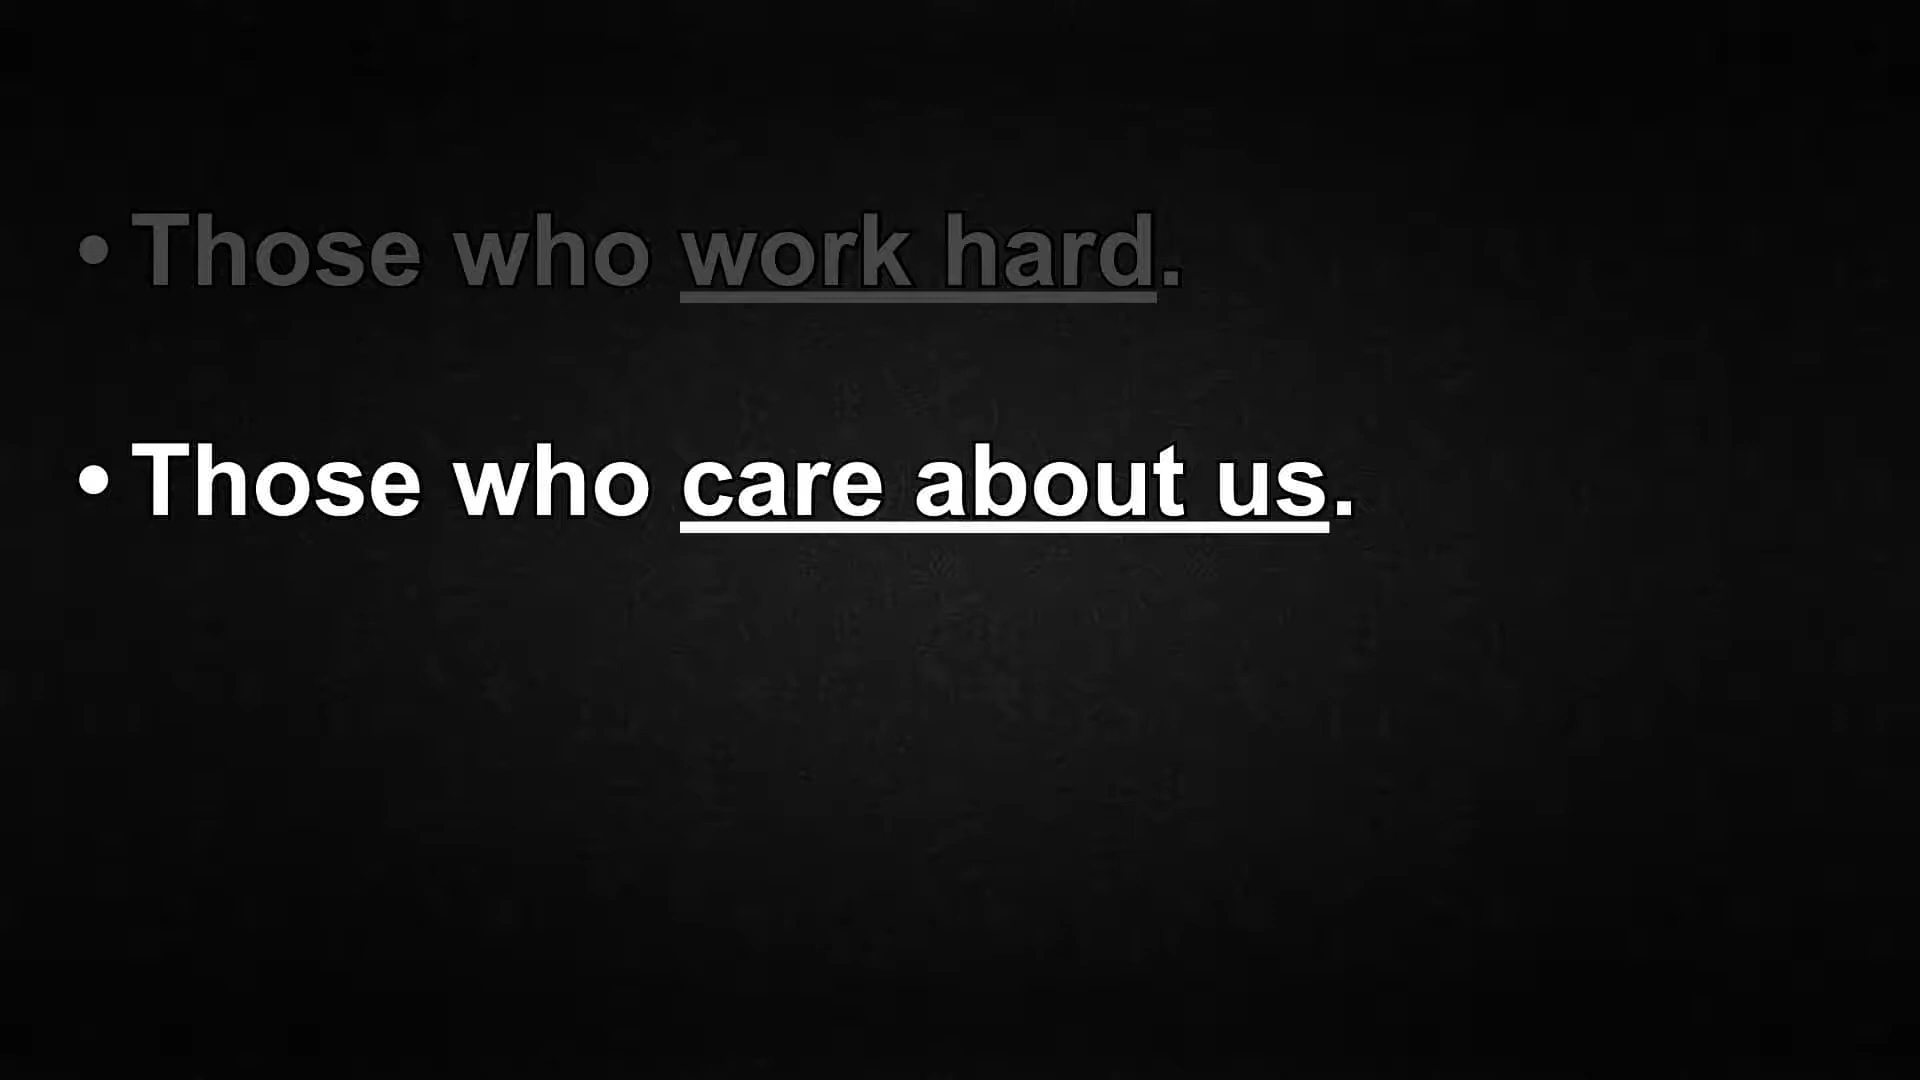 • Those who work hard.
• Those who care about us.